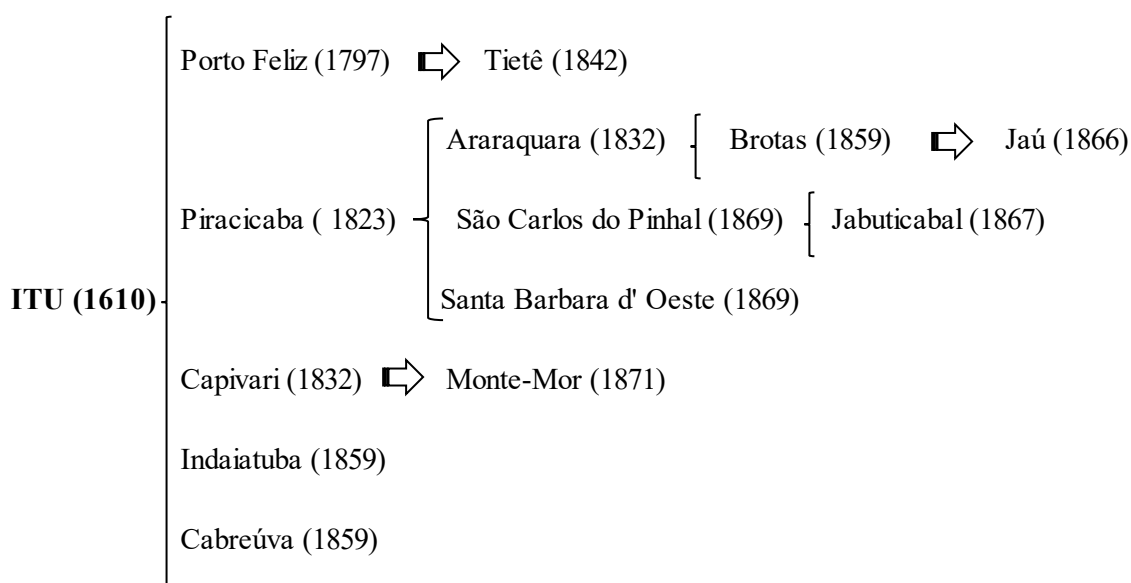 Porto Feliz (1797) Tietê (1842)
Araraquara (1832) Brotas (1859) Jaú (1866)
Piracicaba ( 1823) São Carlos do Pinhal (1869) Jabuticabal (1867)
ITU (1610) Santa Barbara d' Oeste (1869)
Capivari (1832) Monte-Mor (1871)
Indaiatuba (1859)
Cabreúva (1859)